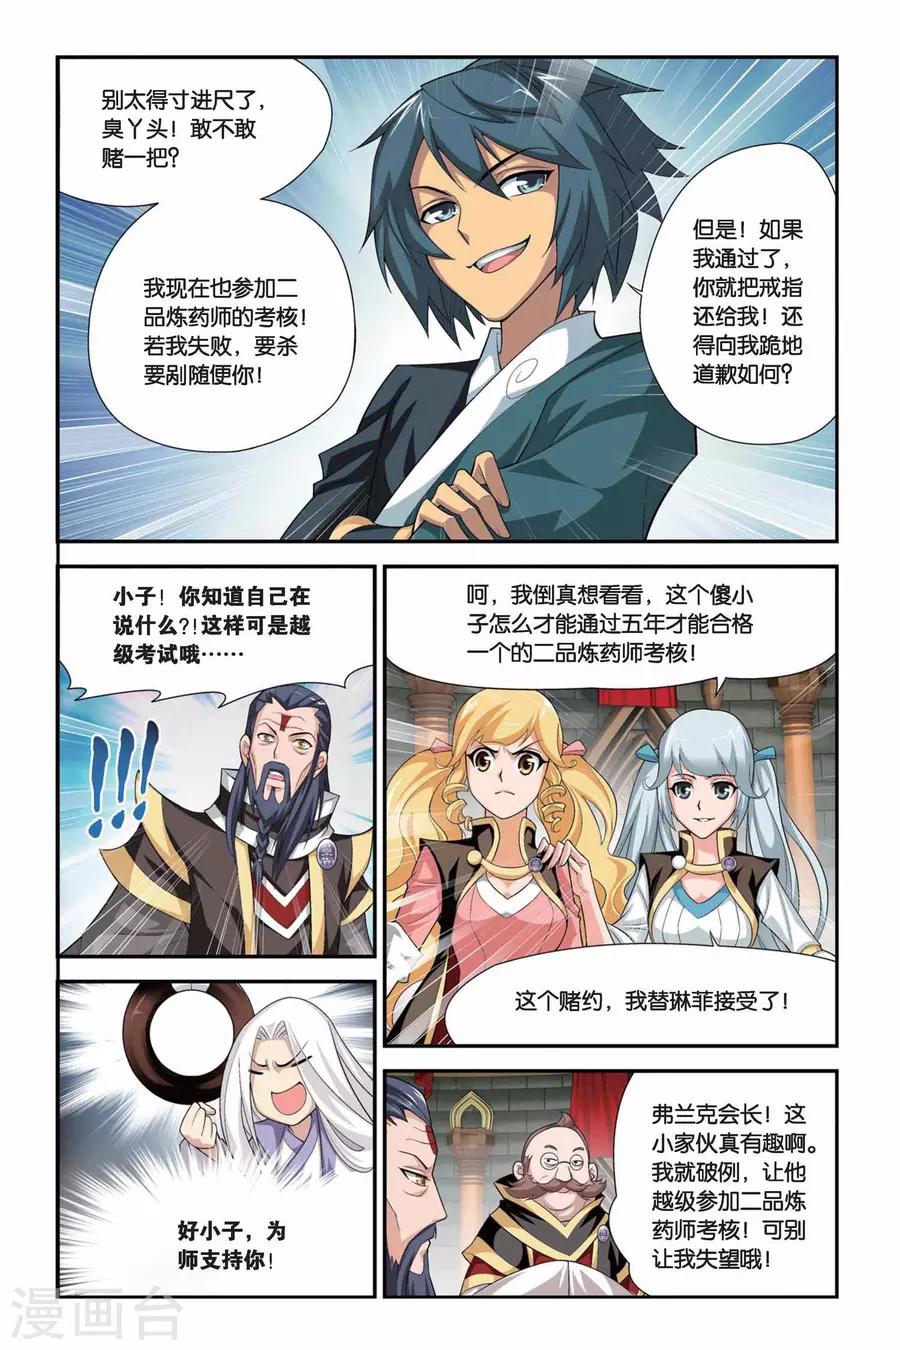 别太得寸进尺了，
臭丫头！敢不敢
赌一把？
我现在也参加二
品炼药师的考核！
若我失败，要杀
要剐随便你！
但是！如果
我通过了，
你就把戒指
还给我！还
得向我跪地
道歉如何？
小子！你知道自己在
说什么？！这样可是越
级考试哦……
！！！
呵，我倒真想看看，这个傻小
子怎么才能通过五年才能合格
一个的二品炼药师考核！
这个赌约，我替琳菲接受了！
好小子，为
师支持你！
弗兰克会长！这
小家伙真有趣啊。
我就破例，让他
越级参加二品炼
药师考核！可别
让我失望哦！
漫画台